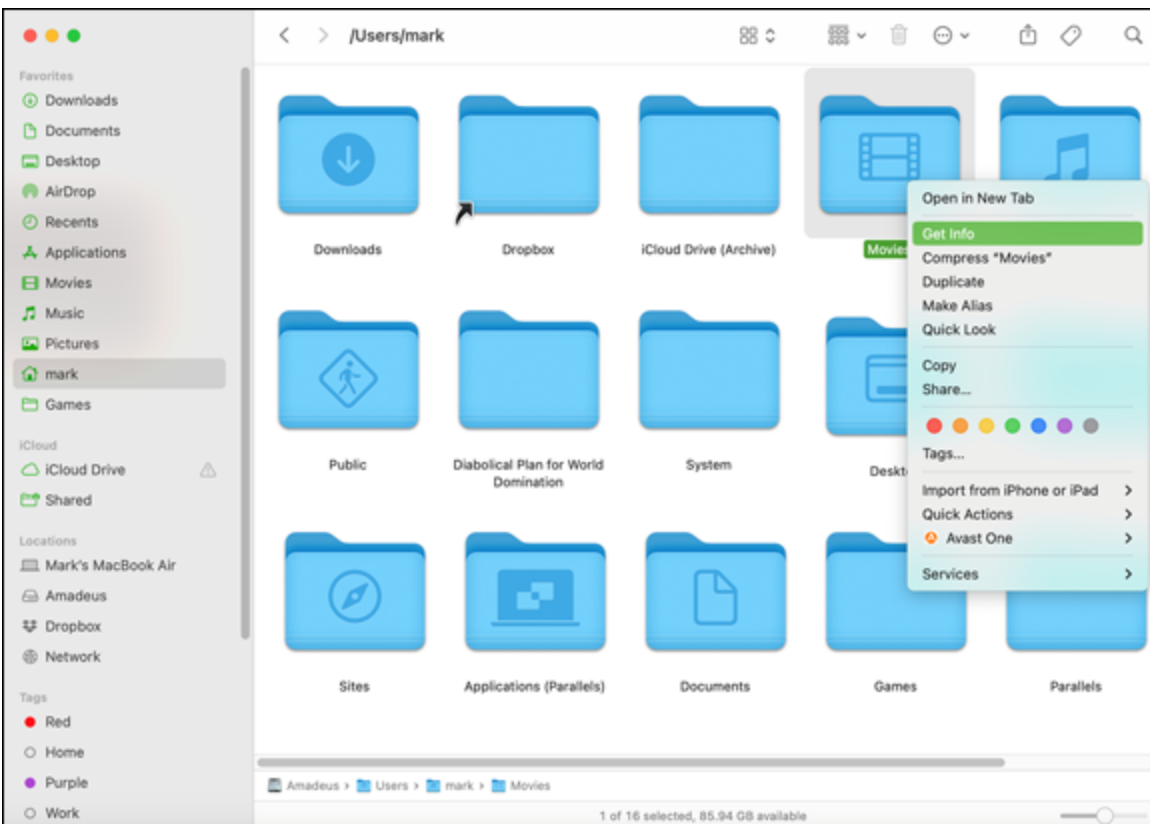 /Users/mark
Favorites
Downloads
Documents
Desktop
AirDrop
Recents
Applications
Movies
Music
Pictures
mark
Games
iCloud
iCloud Drive
Shared
Locations
Mark's MacBook Air
Amadeus
Dropbox
Network
Tags
Red
Home
Purple
Work
Downloads
Dropbox
iCloud Drive (Archive)
Movies
Public
Diabolical Plan for World
Domination
System
Deskto
Sites
Applications (Parallels)
Documents
Games
Parallels
Open in New Tab
Get Info
Compress “Movies”
Duplicate
Make Alias
Quick Look
Copy
Share...
Tags...
Import from iPhone or iPad
Quick Actions
Avast One
Services
Amadeus › Users › mark › Movies
1 of 16 selected, 85.94 GB available